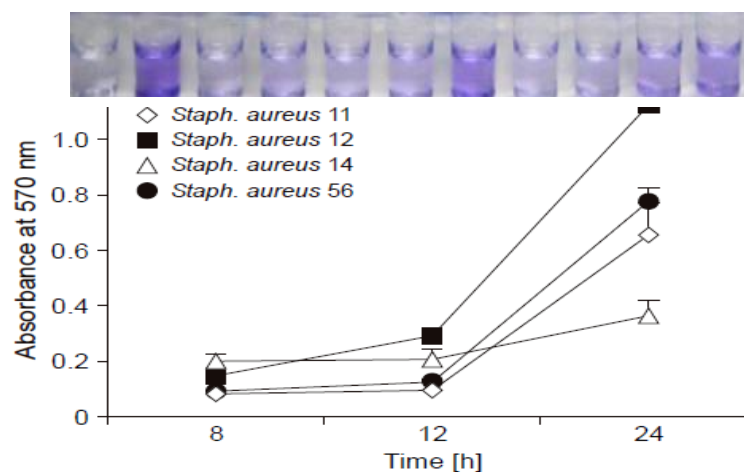 Staph. aureus 11
Staph. aureus 12
Staph. aureus 14
Staph. aureus 56
Absorbance at 570 nm
1.0
0.8
0.6
0.4
0.2
0
8 12 24
Time [h]